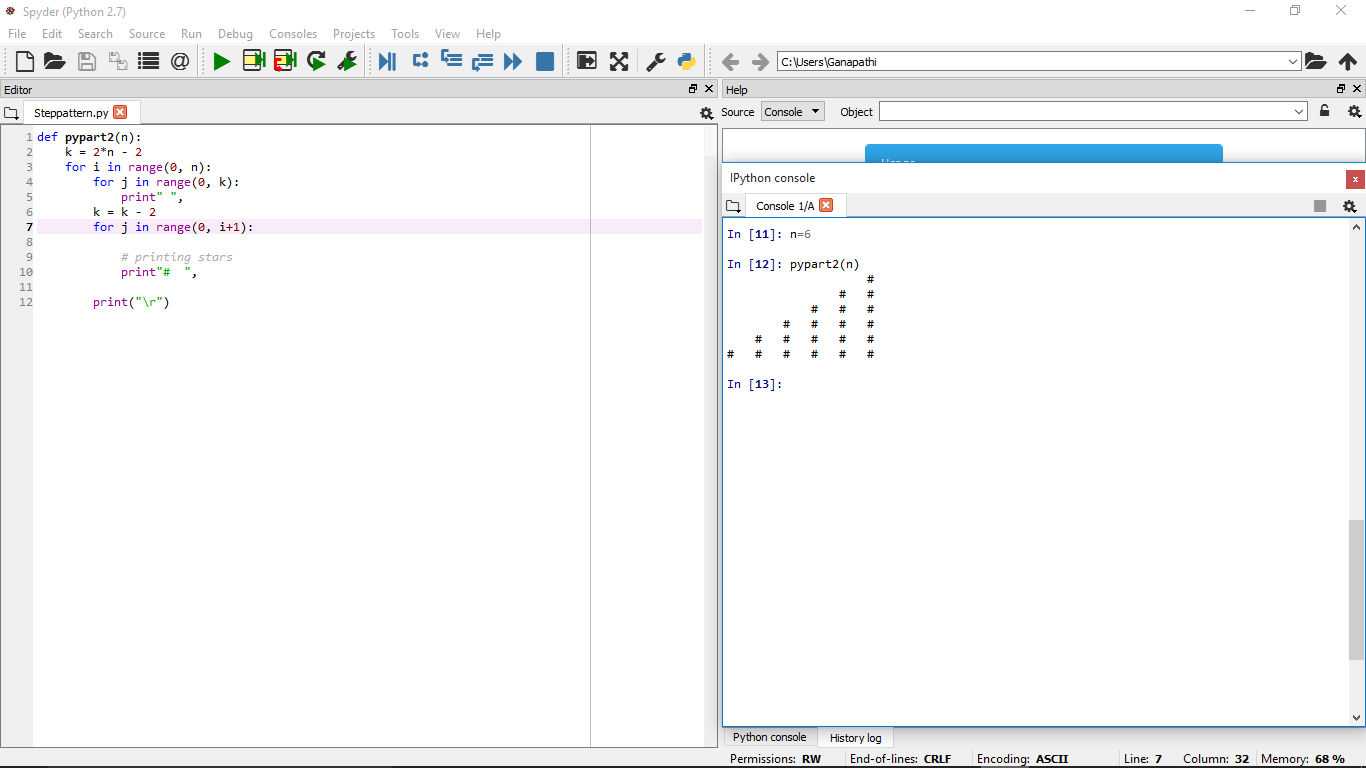 Spyder (Python 2.7)
File Edit Search Source Run Debug Consoles Projects Tools View Help
C:\Users\Ganapathi
Editor
Steppattern.py
1 def pypart2(n):
2     k = 2*n - 2
3     for i in range(0, n):
4         for j in range(0, k):
5             print" ",
6         k = k - 2
7         for j in range(0, i+1):
8
9             # printing stars
10             print"#  ",
11
12         print("\r")
Help
Source Console Object
IPython console
Console 1/A
In [11]: n=6
In [12]: pypart2(n)
                    #
                #   #
            #   #   #
        #   #   #   #
    #   #   #   #   #
#   #   #   #   #   #
In [13]:
Python console History log
Permissions: RW End-of-lines: CRLF Encoding: ASCII Line: 7 Column: 32 Memory: 68 %